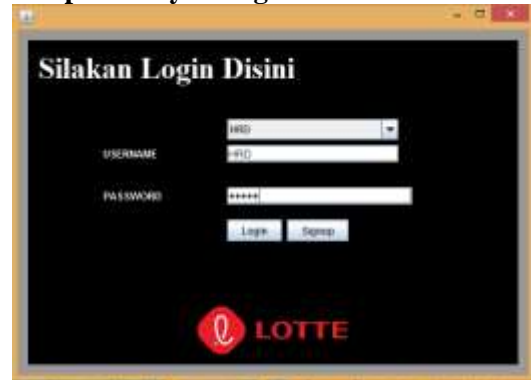 Silakan Login Disini
HRD
USERNAME HRD
PASSWORD *****
Login Signup
LOTTE